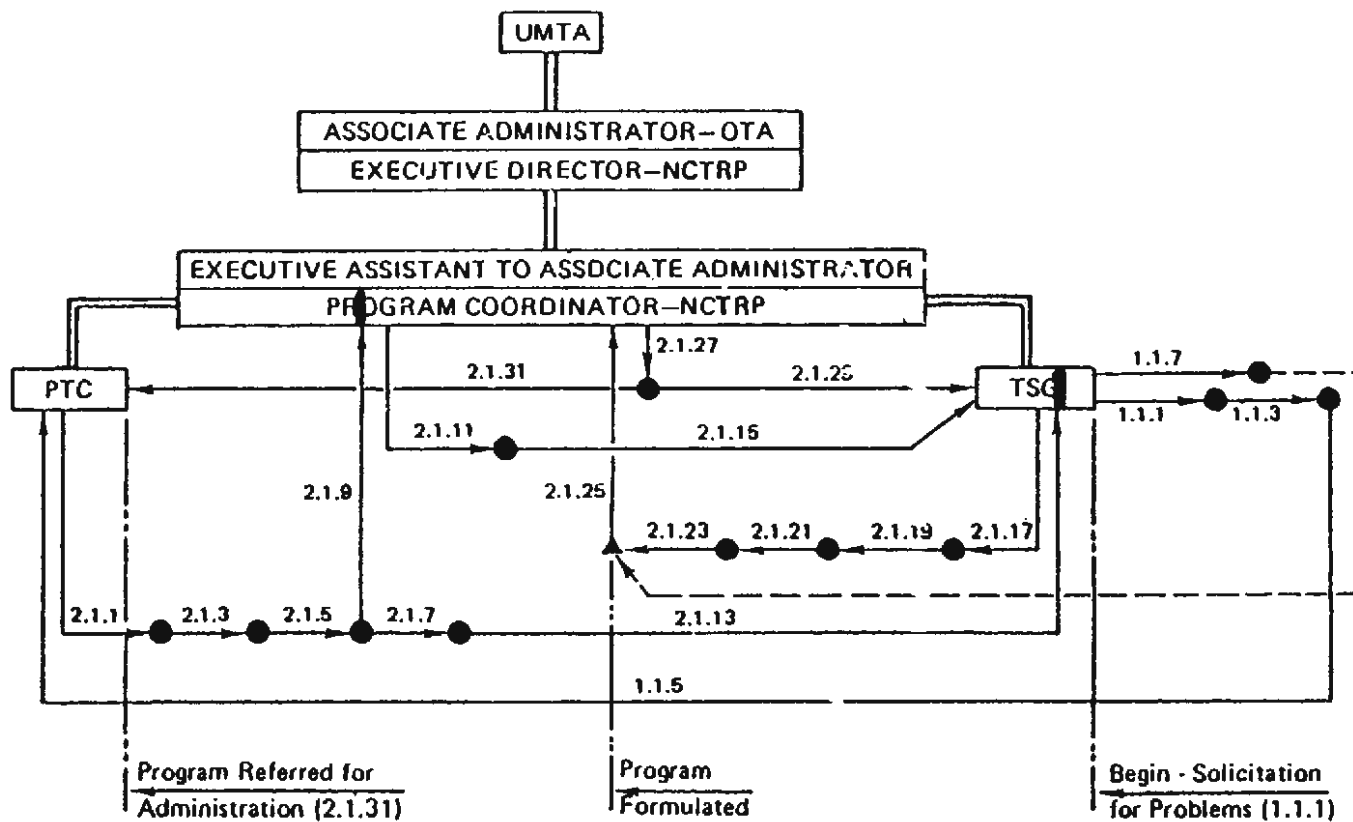 UMTA
ASSOCIATE ADMINISTRATOR–OTA
EXECUTIVE DIRECTOR–NCTRP
EXECUTIVE ASSISTANT TO ASSOCIATE ADMINISTRATOR
PROGRAM COORDINATOR–NCTRP
2.1.27
1.1.7
2.1.31
PTC
TSG
1.1.1
1.1.3
2.1.11
2.1.15
2.1.9
2.1.25
2.1.23
2.1.21
2.1.19
2.1.17
2.1.1
2.1.3
2.1.5
2.1.7
2.1.13
1.1.5
Program Referred for
Administration (2.1.31)
Program
Formulated
Begin - Solicitation
for Problems (1.1.1)